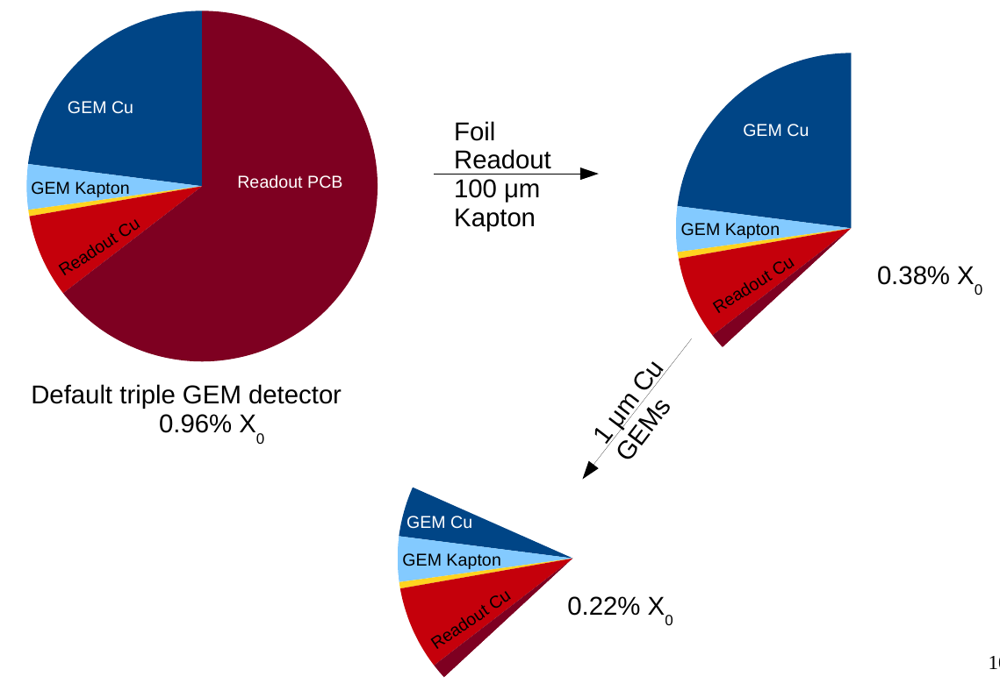 GEM Cu
GEM Kapton
Readout PCB
Readout Cu
Default triple GEM detector
0.96% X0
Foil
Readout
100 μm
Kapton
GEM Cu
GEM Kapton
Readout Cu
0.38% X0
1 μm Cu
GEMs
GEM Cu
GEM Kapton
Readout Cu
0.22% X0